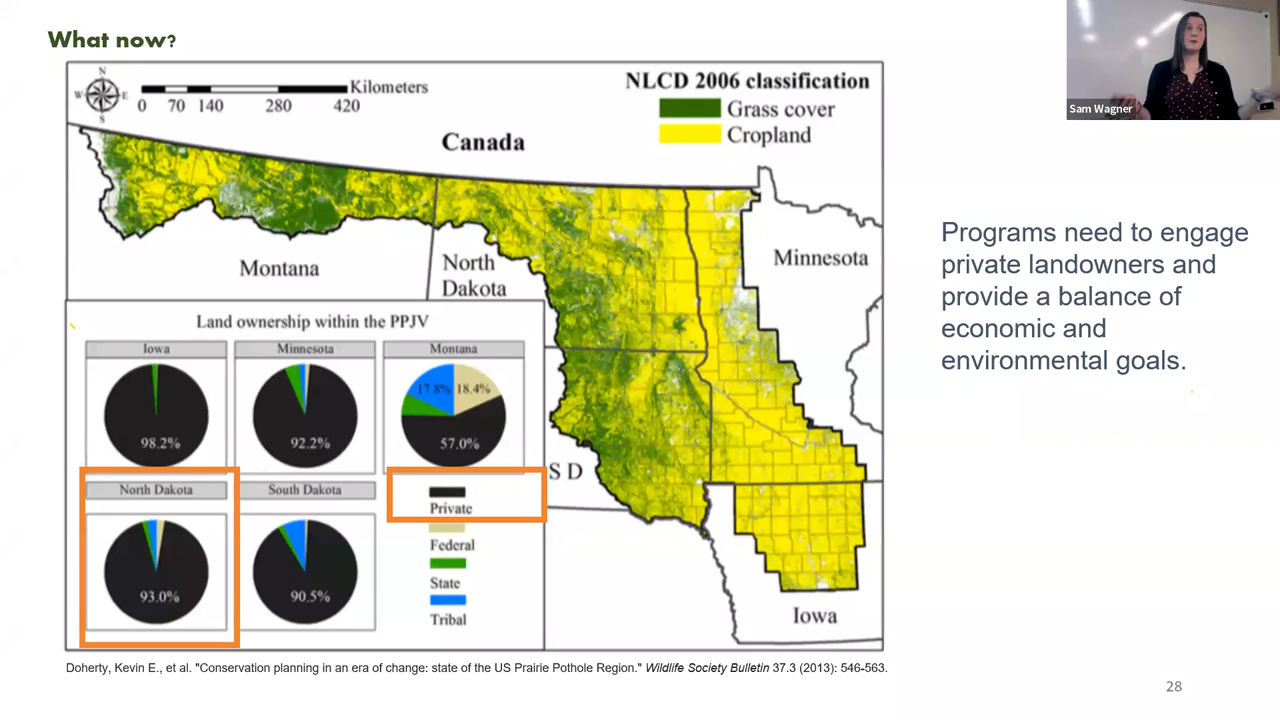 What now?
N
W
E
S
Kilometers
0 70 140 280 420
NLCD 2006 classification
Grass cover
Cropland
Canada
Montana
North
Dakota
Minnesota
S D
Iowa
Land ownership within the PPJV
Iowa
Minnesota
Montana
98.2%
92.2%
17.8%
18.4%
57.0%
North Dakota
South Dakota
93.0%
90.5%
Private
Federal
State
Tribal
Programs need to engage
private landowners and
provide a balance of
economic and
environmental goals.
Sam Wagner
Doherty, Kevin E., et al. "Conservation planning in an era of change: state of the US Prairie Pothole Region." Wildlife Society Bulletin 37.3 (2013): 546-563.
28